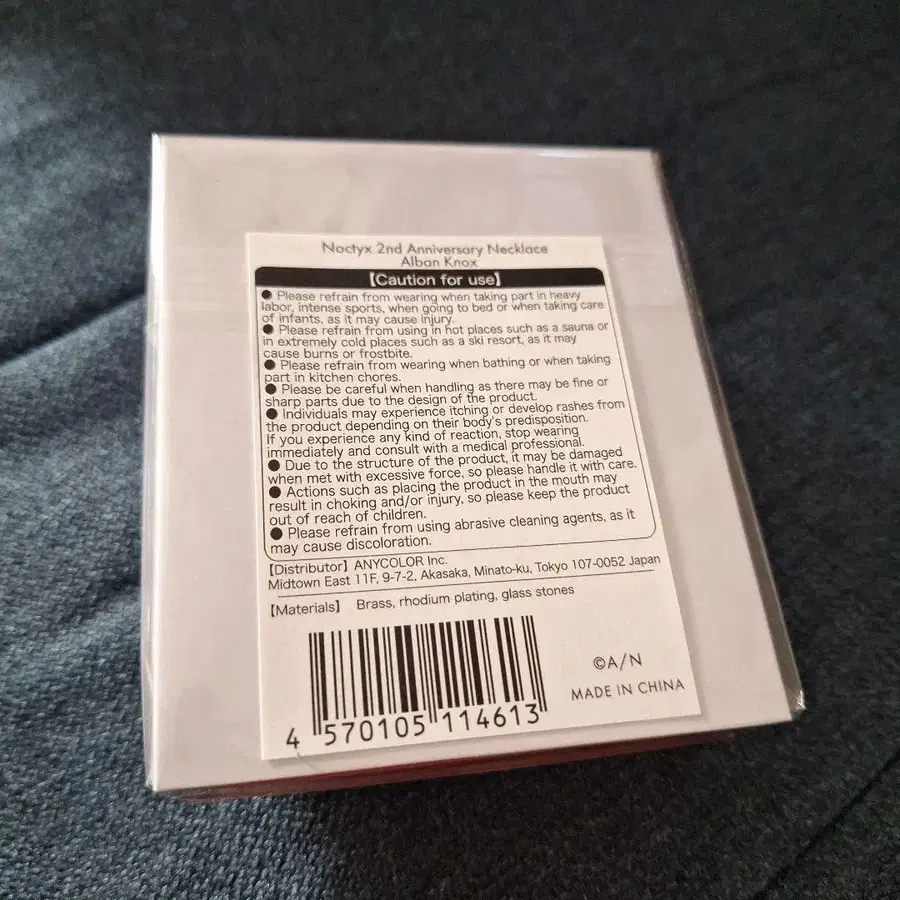 Noctyx 2nd Anniversary Necklace
Alban Knox
【Caution for use】
● Please refrain from wearing when taking part in heavy
labor, intense sports, when going to bed or when taking care
of infants, as it may cause injury.
● Please refrain from using in hot places such as a sauna or
in extremely cold places such as a ski resort, as it may
cause burns or frostbite.
● Please refrain from wearing when bathing or when taking
part in kitchen chores.
● Please be careful when handling as there may be fine or
sharp parts due to the design of the product.
● Individuals may experience itching or develop rashes from
the product depending on their body's predisposition.
If you experience any kind of reaction, stop wearing
immediately and consult with a medical professional.
● Due to the structure of the product, it may be damaged
when met with excessive force, so please handle it with care.
● Actions such as placing the product in the mouth may
result in choking and/or injury, so please keep the product
out of reach of children.
● Please refrain from using abrasive cleaning agents, as it
may cause discoloration.
【Distributor】 ANYCOLOR Inc.
Midtown East 11F, 9-7-2, Akasaka, Minato-ku, Tokyo 107-0052 Japan
【Materials】 Brass, rhodium plating, glass stones
©A/N
MADE IN CHINA
4 570105 114613